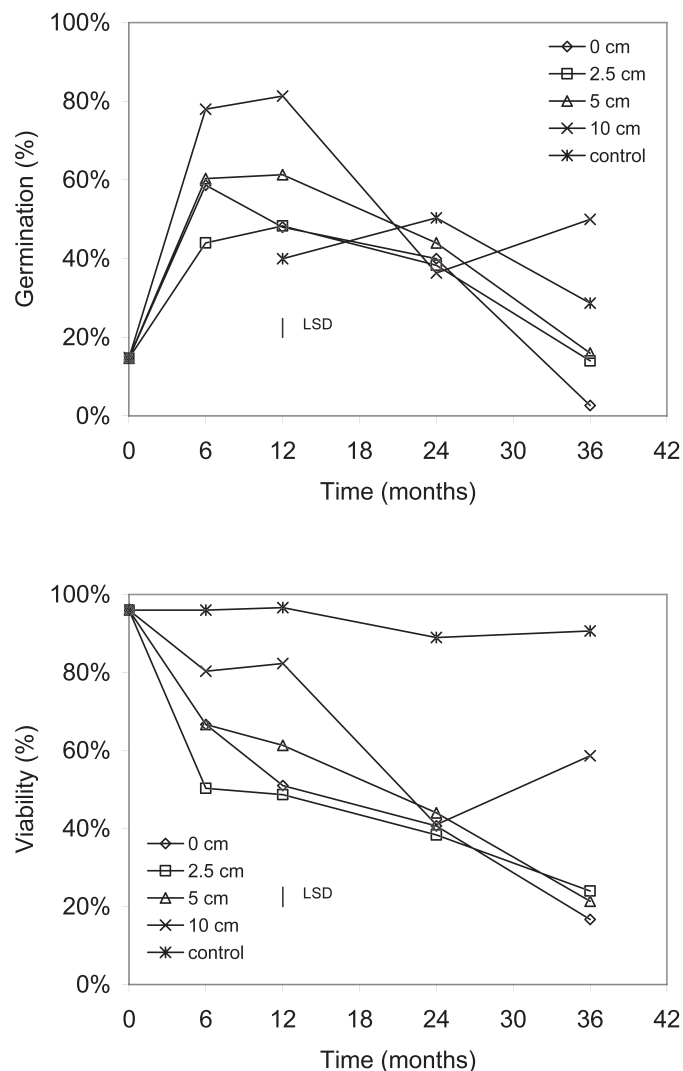 100%
80%
60%
40%
20%
0%
Germination (%)
0 cm
2.5 cm
5 cm
10 cm
control
LSD
0 6 12 18 24 30 36 42
Time (months)
100%
80%
60%
40%
20%
0%
Viability (%)
0 cm
2.5 cm
5 cm
10 cm
control
LSD
0 6 12 18 24 30 36 42
Time (months)